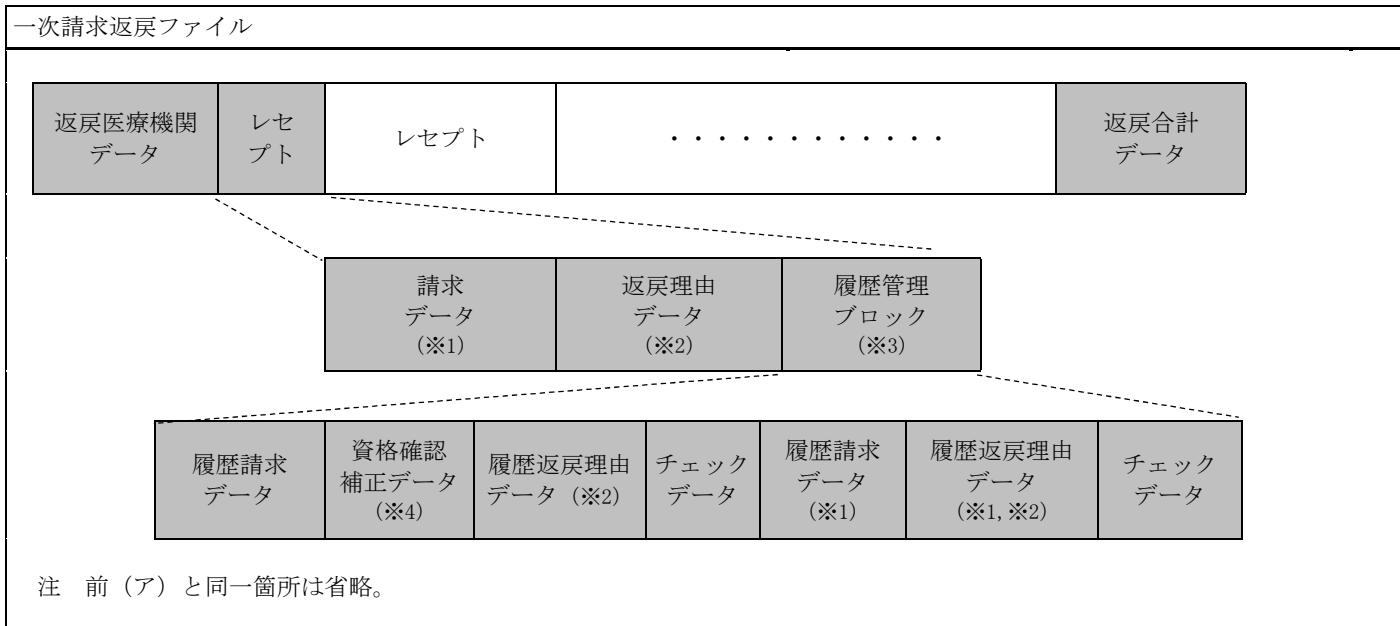 一次請求返戻ファイル
返戻医療機関
データ
レセ
プト
レセプト
・・・・・・・・・・・・
返戻合計
データ
請求
データ
(※1)
返戻理由
データ
(※2)
履歴管理
ブロック
(※3)
履歴請求
データ
資格確認
補正データ
(※4)
履歴返戻理由
データ(※2)
チェック
データ
履歴請求
データ
(※1)
履歴返戻理由
データ
(※1,※2)
チェック
データ
注　前（ア）と同一箇所は省略。